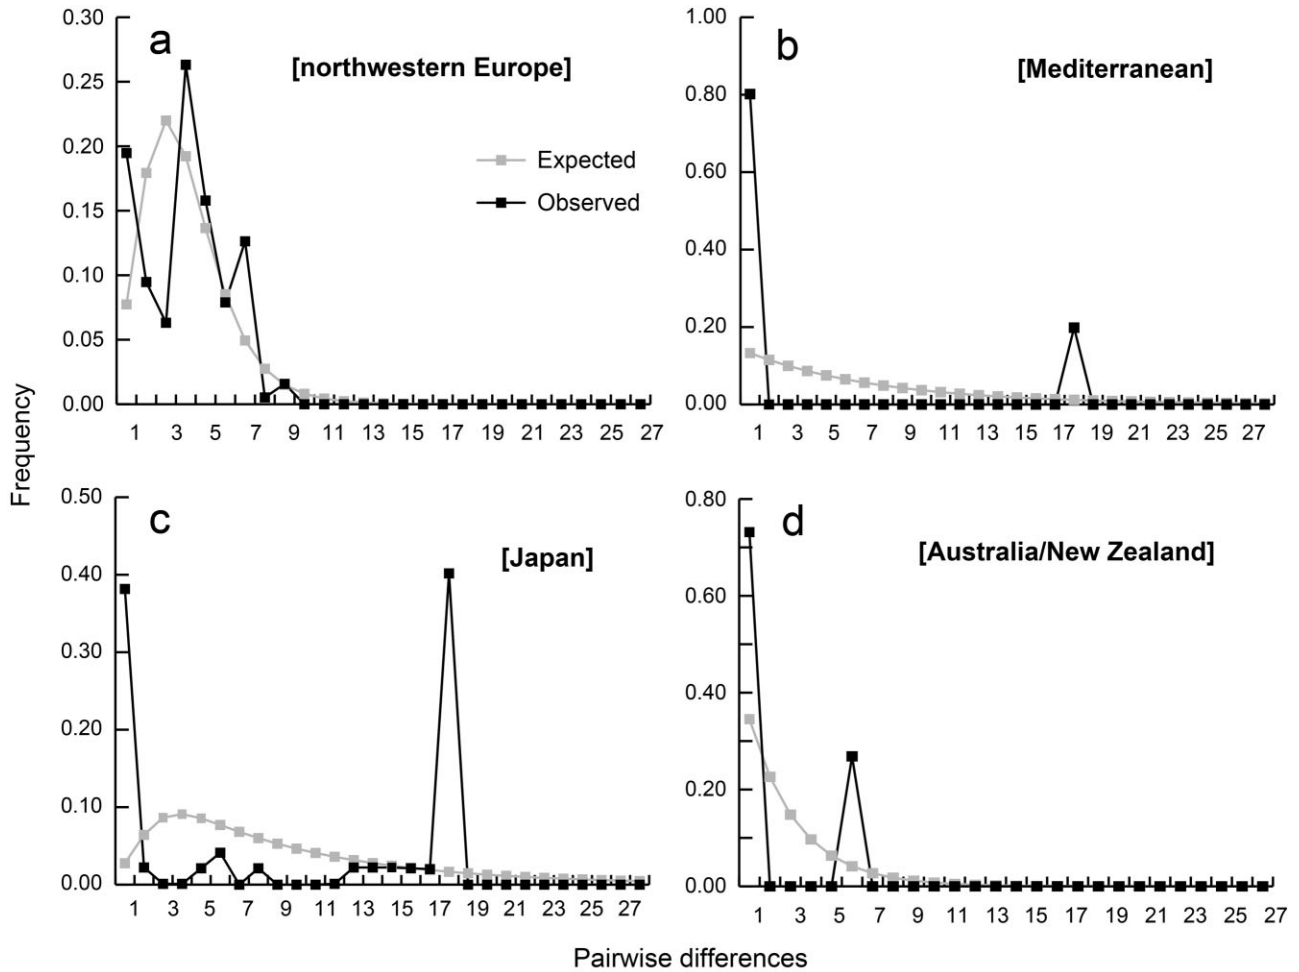 a
[northwestern Europe]
Expected
Observed
0.30
0.25
0.20
0.15
0.10
0.05
0.00
1 3 5 7 9 11 13 15 17 19 21 23 25 27
b
[Mediterranean]
1.00
0.80
0.60
0.40
0.20
0.00
1 3 5 7 9 11 13 15 17 19 21 23 25 27
Frequency
c
[Japan]
0.50
0.40
0.30
0.20
0.10
0.00
1 3 5 7 9 11 13 15 17 19 21 23 25 27
d
[Australia/New Zealand]
0.80
0.60
0.40
0.20
0.00
1 3 5 7 9 11 13 15 17 19 21 23 25 27
Pairwise differences